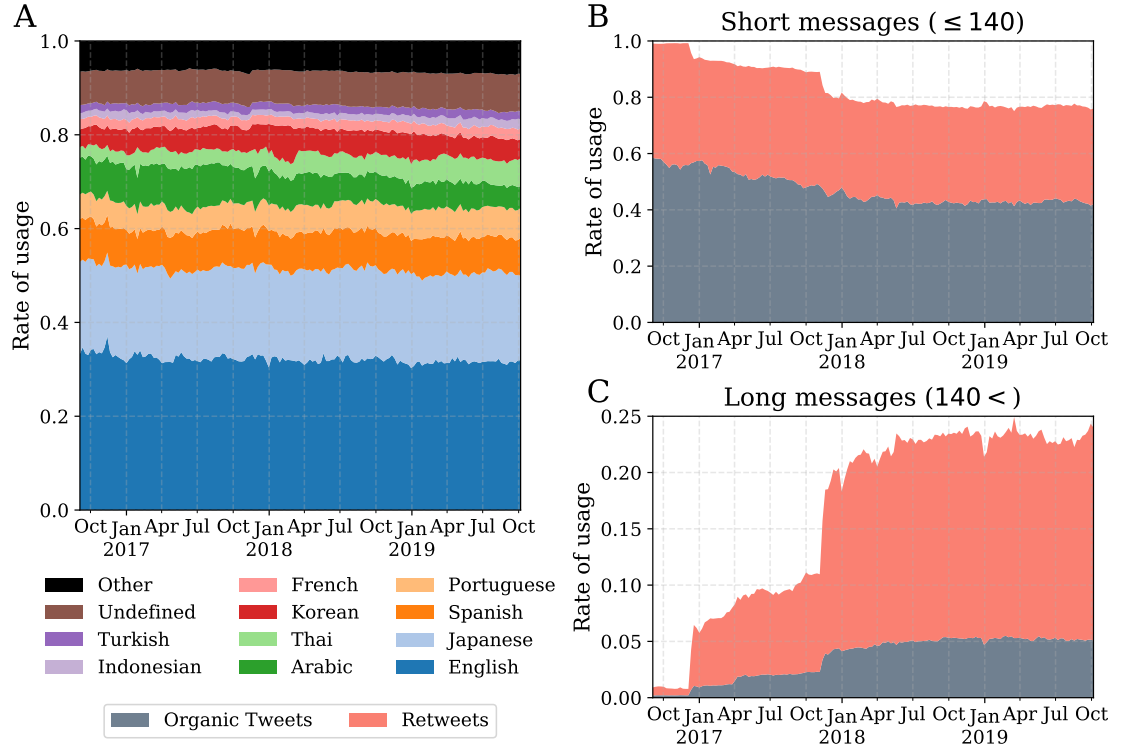 A
Rate of usage
1.0
0.8
0.6
0.4
0.2
0.0
Oct Jan Apr Jul Oct Jan Apr Jul Oct Jan Apr Jul Oct
2017 2018 2019
Other French Portuguese
Undefined Korean Spanish
Turkish Thai Japanese
Indonesian Arabic English
Organic Tweets Retweets
B
Short messages ( ≤ 140)
Rate of usage
1.0
0.8
0.6
0.4
0.2
0.0
Oct Jan Apr Jul Oct Jan Apr Jul Oct Jan Apr Jul Oct
2017 2018 2019
C
Long messages (140 < )
Rate of usage
0.25
0.20
0.15
0.10
0.05
0.00
Oct Jan Apr Jul Oct Jan Apr Jul Oct Jan Apr Jul Oct
2017 2018 2019